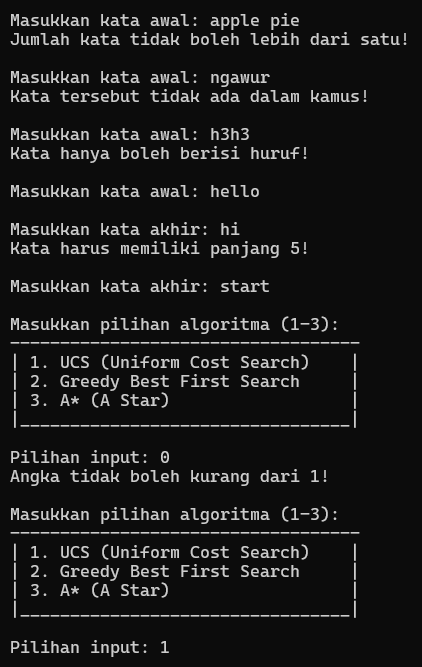 Masukkan kata awal: apple pie
Jumlah kata tidak boleh lebih dari satu!
Masukkan kata awal: ngawur
Kata tersebut tidak ada dalam kamus!
Masukkan kata awal: h3h3
Kata hanya boleh berisi huruf!
Masukkan kata awal: hello
Masukkan kata akhir: hi
Kata harus memiliki panjang 5!
Masukkan kata akhir: start
Masukkan pilihan algoritma (1-3):
-----------------------------------
| 1. UCS (Uniform Cost Search)    |
| 2. Greedy Best First Search     |
| 3. A* (A Star)                  |
|_________________________________|
Pilihan input: 0
Angka tidak boleh kurang dari 1!
Masukkan pilihan algoritma (1-3):
-----------------------------------
| 1. UCS (Uniform Cost Search)    |
| 2. Greedy Best First Search     |
| 3. A* (A Star)                  |
|_________________________________|
Pilihan input: 1